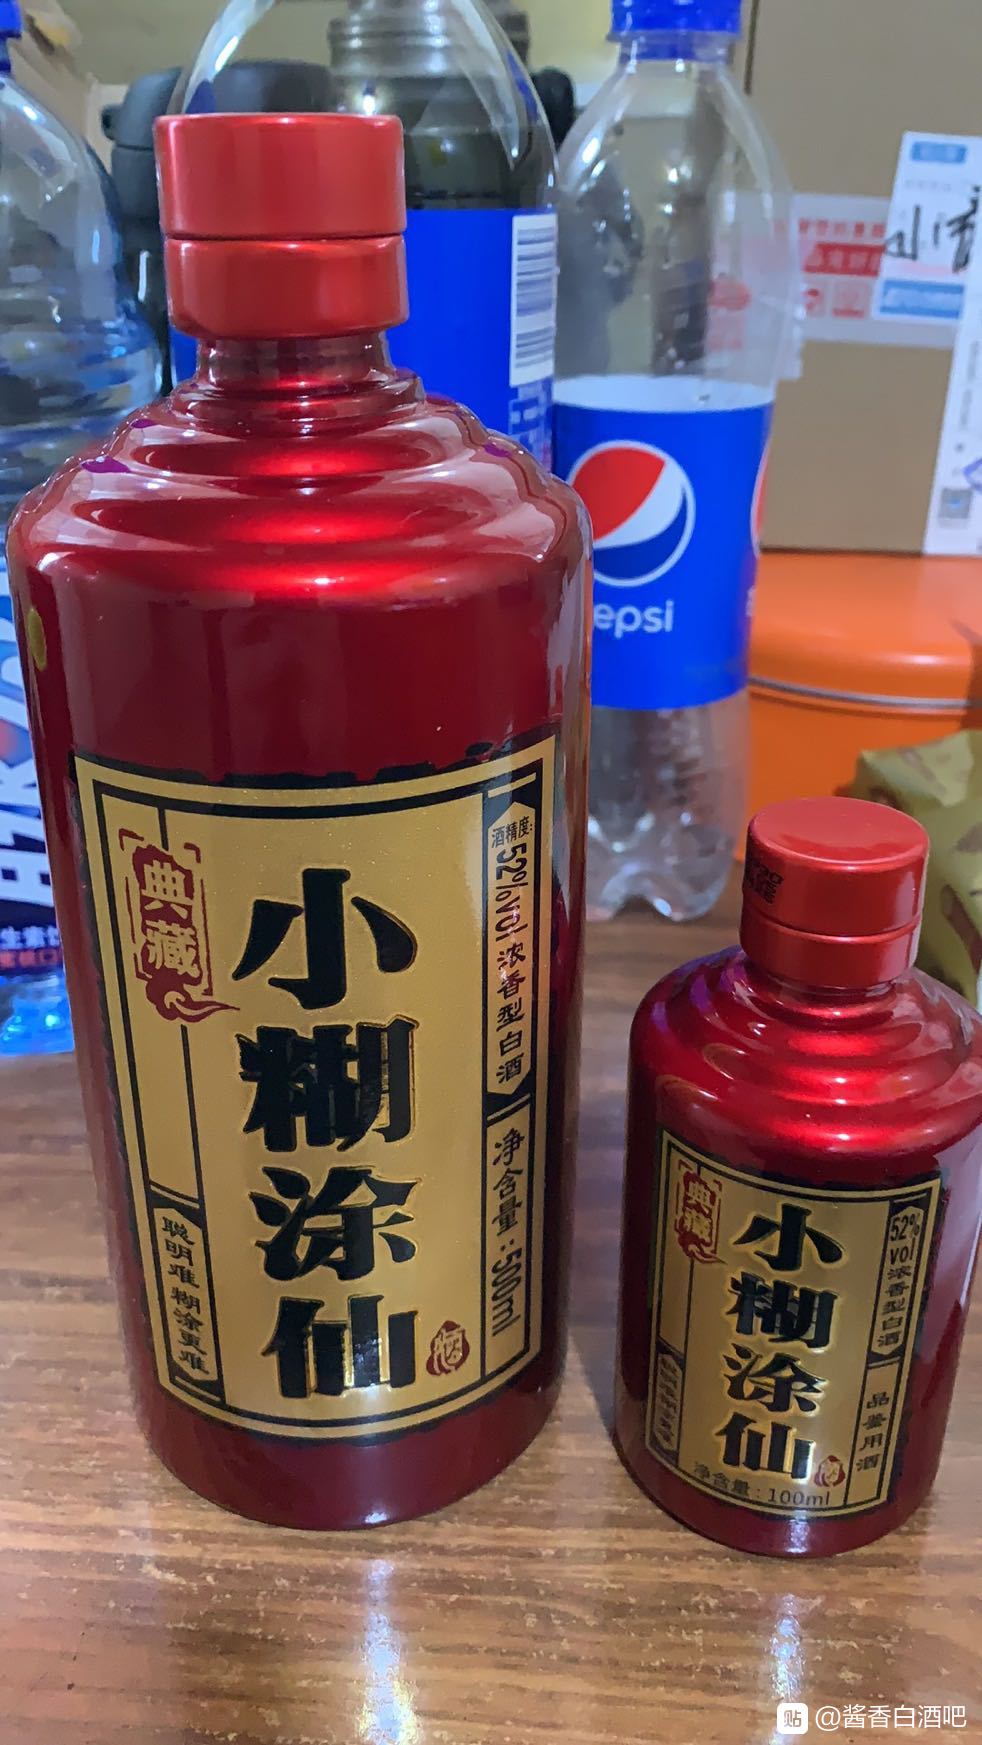 典藏
小糊涂仙
酒
酒精度:52%vol 浓香型白酒
净含量:500ml
聪明难 糊涂更难
pepsi
典藏
小糊涂仙
酒
52%
vol
浓香型白酒
品鉴用酒
净含量:100ml
贴 @酱香白酒吧